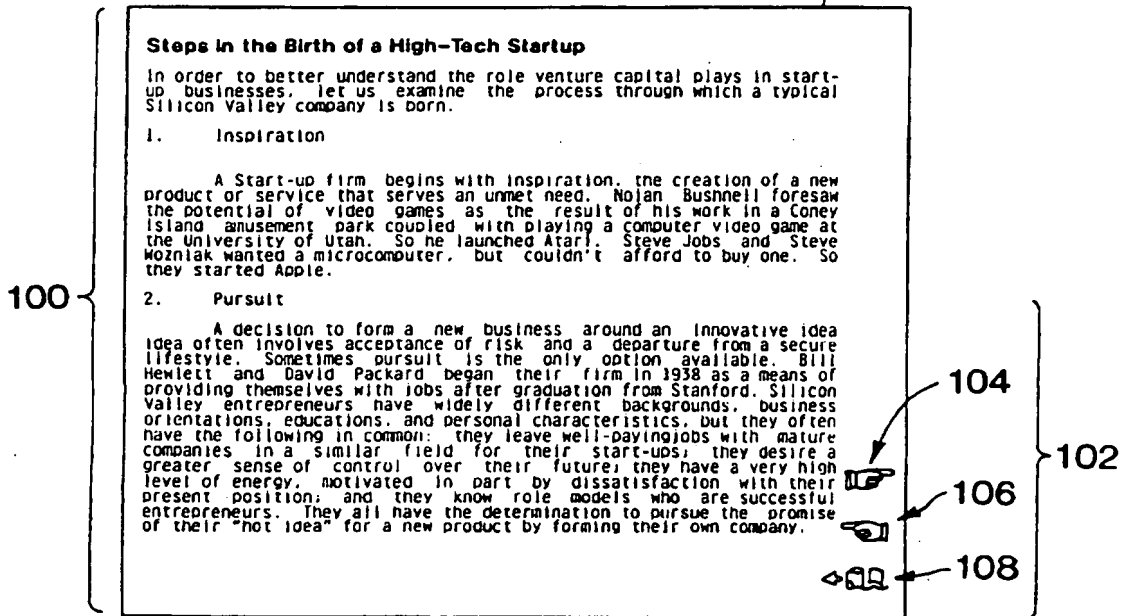 Steps in the Birth of a High-Tech Startup
In order to better understand the role venture capital plays in start-
up businesses, let us examine the process through which a typical
Silicon Valley company is born.
1. Inspiration
A Start-up firm begins with inspiration, the creation of a new
product or service that serves an unmet need. Nolan Bushnell foresaw
the potential of video games as the result of his work in a Coney
Island amusement park coupled with playing a computer video game at
the University of Utah. So he launched Atari. Steve Jobs and Steve
Wozniak wanted a microcomputer, but couldn't afford to buy one. So
they started Apple.
100
2. Pursuit
A decision to form a new business around an innovative idea
idea often involves acceptance of risk and a departure from a secure
lifestyle. Sometimes pursuit is the only option available. Bill
Hewlett and David Packard began their firm in 1938 as a means of
providing themselves with jobs after graduation from Stanford. Silicon
Valley entrepreneurs have widely different backgrounds, business
orientations, educations, and personal characteristics, but they often
have the following in common: they leave well-payingjobs with mature
companies in a similar field for their start-ups; they desire a
greater sense of control over their future; they have a very high
level of energy, motivated in part by dissatisfaction with their
present position; and they know role models who are successful
entrepreneurs. They all have the determination to pursue the promise
of their "hot idea" for a new product by forming their own company.
104
102
106
108